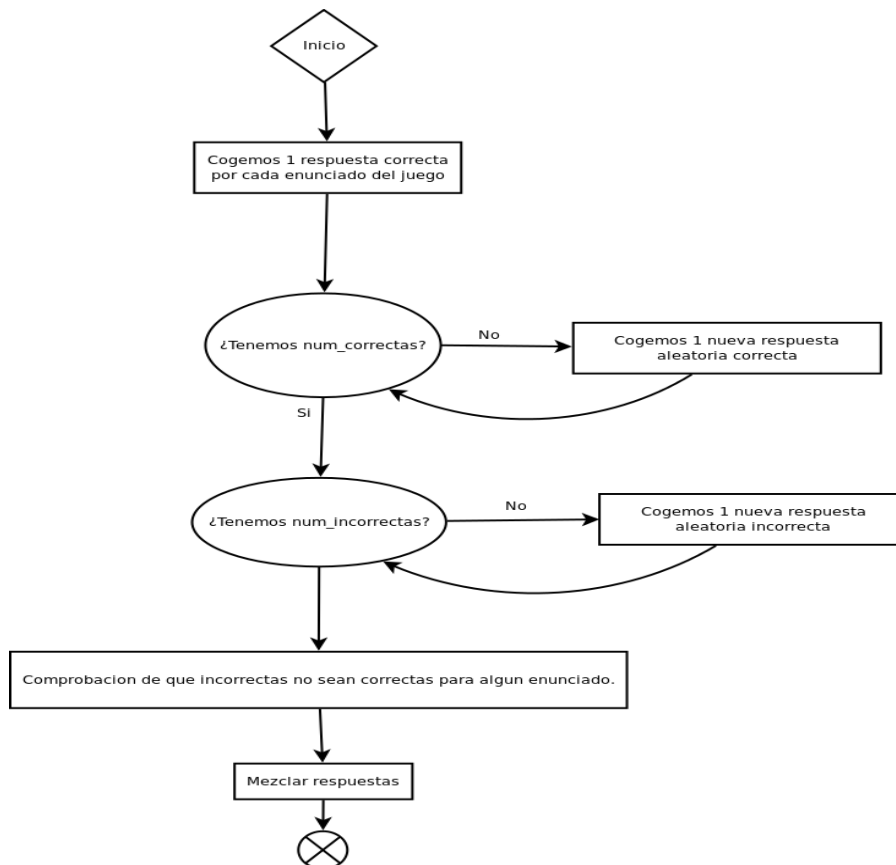 Inicio
Cogemos 1 respuesta correcta
por cada enunciado del juego
¿Tenemos num_correctas?
No
Cogemos 1 nueva respuesta
aleatoria correcta
Si
¿Tenemos num_incorrectas?
No
Cogemos 1 nueva respuesta
aleatoria incorrecta
Comprobacion de que incorrectas no sean correctas para algun enunciado.
Mezclar respuestas